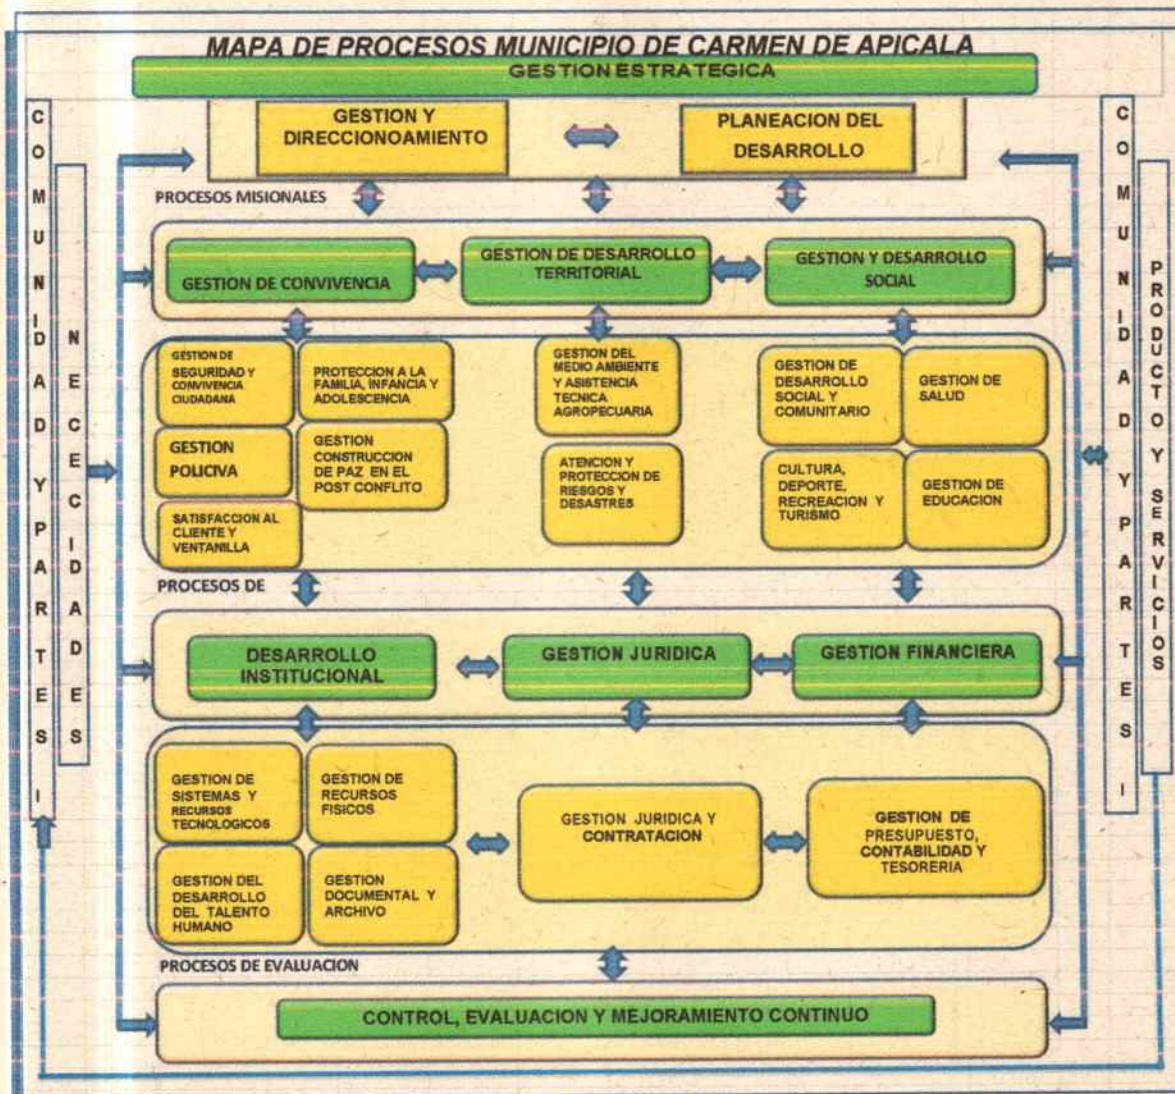 MAPA DE PROCESOS MUNICIPIO DE CARMEN DE APICALA
GESTION ESTRATEGICA
GESTION Y
DIRECCIONOAMIENTO
PLANEACION DEL
DESARROLLO
PROCESOS MISIONALES
GESTION DE CONVIVENCIA
GESTION DE DESARROLLO
TERRITORIAL
GESTION Y DESARROLLO
SOCIAL
GESTION DE
SEGURIDAD Y
CONVIVENCIA
CIUDADANA
PROTECCION A LA
FAMILIA, INFANCIA Y
ADOLESCENCIA
GESTION
POLICIVA
GESTION
CONSTRUCCION
DE PAZ EN EL
POST CONFLITO
SATISFACCION AL
CLIENTE Y
VENTANILLA
GESTION DEL
MEDIO AMBIENTE
Y ASISTENCIA
TECNICA
AGROPECUARIA
ATENCION Y
PROTECCION DE
RIESGOS Y
DESASTRES
GESTION DE
DESARROLLO
SOCIAL Y
COMUNITARIO
GESTION DE
SALUD
CULTURA,
DEPORTE,
RECREACION Y
TURISMO
GESTION DE
EDUCACION
PROCESOS DE
DESARROLLO
INSTITUCIONAL
GESTION JURIDICA
GESTION FINANCIERA
GESTION DE
SISTEMAS Y
RECURSOS
TECNOLOGICOS
GESTION DE
RECURSOS
FISICOS
GESTION DEL
DESARROLLO
DEL TALENTO
HUMANO
GESTION
DOCUMENTAL Y
ARCHIVO
GESTION JURIDICA Y
CONTRATACION
GESTION DE
PRESUPUESTO,
CONTABILIDAD Y
TESORERIA
PROCESOS DE EVALUACION
CONTROL, EVALUACION Y MEJORAMIENTO CONTINUO
COMUNIDAD Y PARTES I
NECECIDADES
COMUNIDAD Y PARTES I
PRODUCTO Y SERVICIOS